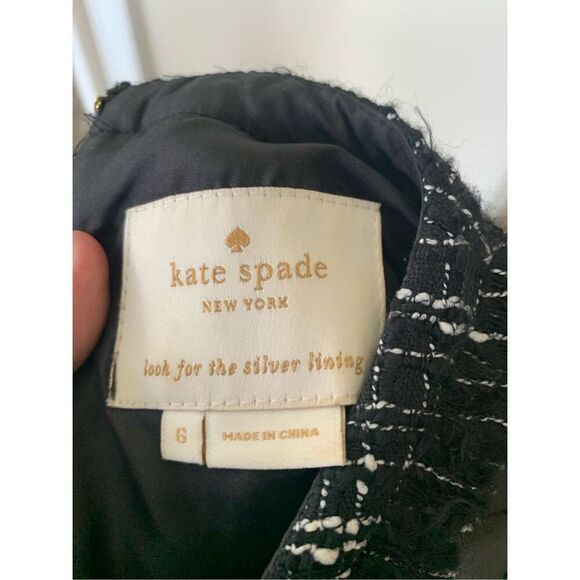 kate spade
NEW YORK
look for the silver lining
6
MADE IN CHINA